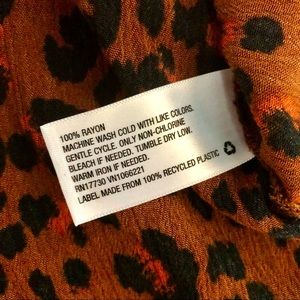 100% RAYON
MACHINE WASH COLD WITH LIKE COLORS.
GENTLE CYCLE. ONLY NON-CHLORINE
BLEACH IF NEEDED. TUMBLE DRY LOW.
WARM IRON IF NEEDED.
RN17730 VN1066221
LABEL MADE FROM 100% RECYCLED PLASTIC